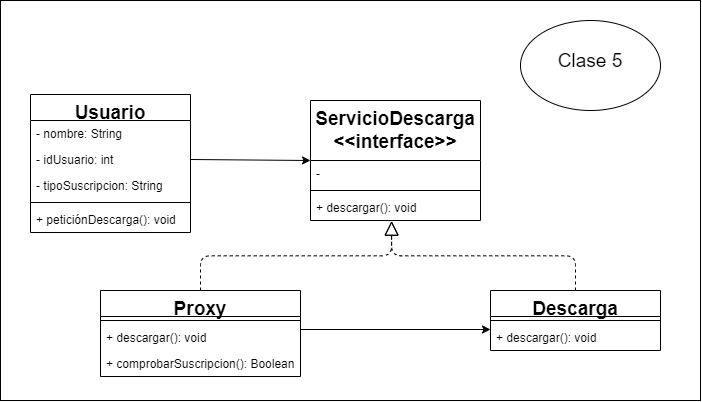 Clase 5
Usuario
- nombre: String
- idUsuario: int
- tipoSuscripcion: String
+ peticiónDescarga(): void
ServicioDescarga
<<interface>>
-
+ descargar(): void
Proxy
+ descargar(): void
+ comprobarSuscripcion(): Boolean
Descarga
+ descargar(): void